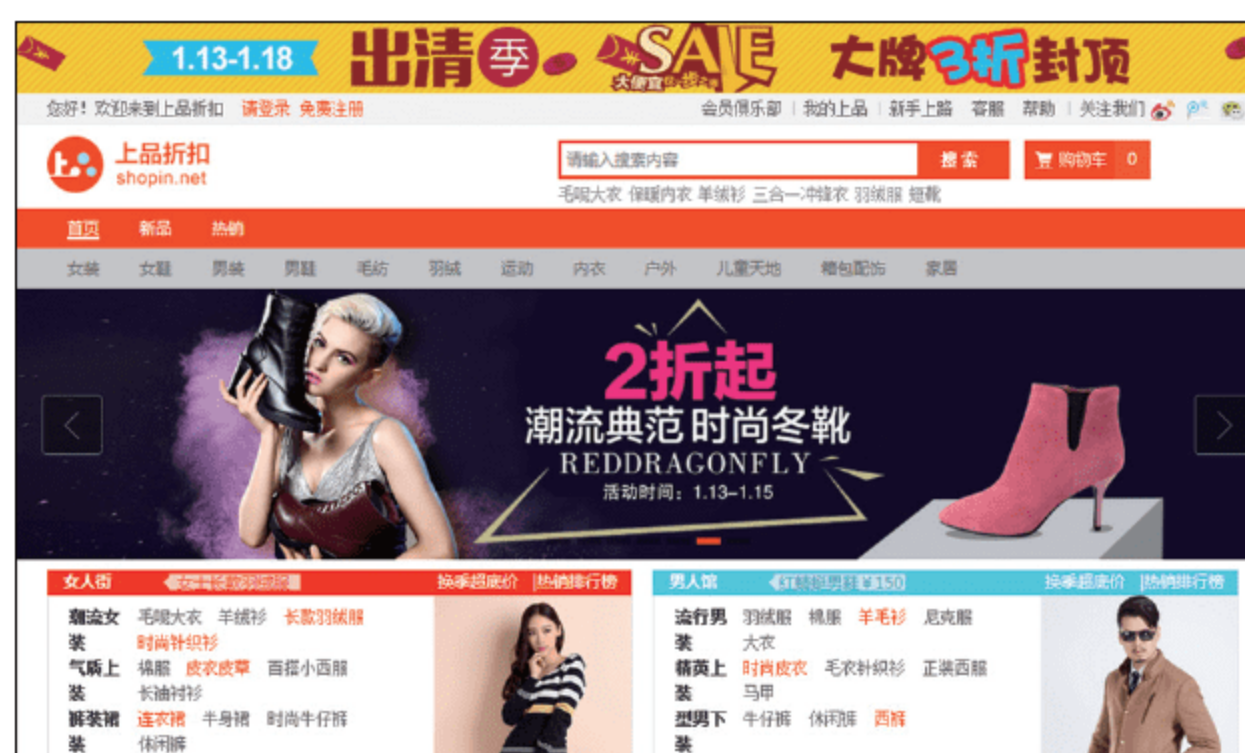 1.13-1.18 出清季 SALE 大牌3折封顶
大便宜
您好！欢迎来到上品折扣 请登录 免费注册 会员俱乐部 我的上品 新手上路 客服 帮助 关注我们
上品折扣
shopin.net
请输入搜索内容 搜索 购物车 0
毛呢大衣 保暖内衣 羊绒衫 三合一冲锋衣 羽绒服 短靴
首页 新品 热销
女装 女鞋 男装 男鞋 毛纺 羽绒 运动 内衣 户外 儿童天地 箱包配饰 家居
2折起
潮流典范 时尚冬靴
REDDRAGONFLY
活动时间：1.13-1.15
女人街 换季超底价 热销排行榜
潮流女装 毛呢大衣 羊绒衫 长款羽绒服
时尚针织衫
气质上装 棉服 皮衣皮草 百搭小西服
长袖衬衫
裤装裙装 连衣裙 半身裙 时尚牛仔裤
休闲裤
男人馆 红蜻蜓男鞋¥150 换季超底价 热销排行榜
流行男装 羽绒服 棉服 羊毛衫 尼克服
大衣
精英上装 时尚皮衣 毛衣针织衫 正装西服
马甲
型男下装 牛仔裤 休闲裤 西裤